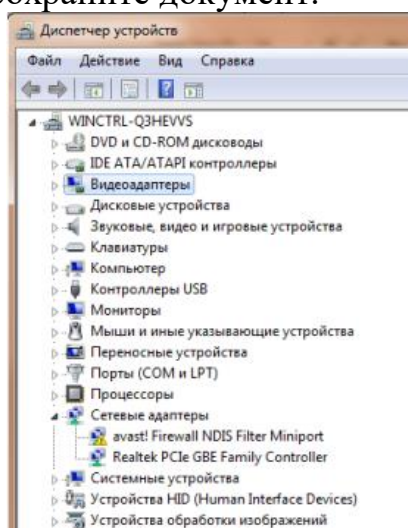 сохраните документ.
Диспетчер устройств
Файл Действие Вид Справка
WINCTRL-Q3HEVVS
DVD и CD-ROM дисководы
IDE ATA/ATAPI контроллеры
Видеоадаптеры
Дисковые устройства
Звуковые, видео и игровые устройства
Клавиатуры
Компьютер
Контроллеры USB
Мониторы
Мыши и иные указывающие устройства
Переносные устройства
Порты (COM и LPT)
Процессоры
Сетевые адаптеры
avast! Firewall NDIS Filter Miniport
Realtek PCIe GBE Family Controller
Системные устройства
Устройства HID (Human Interface Devices)
Устройства обработки изображений